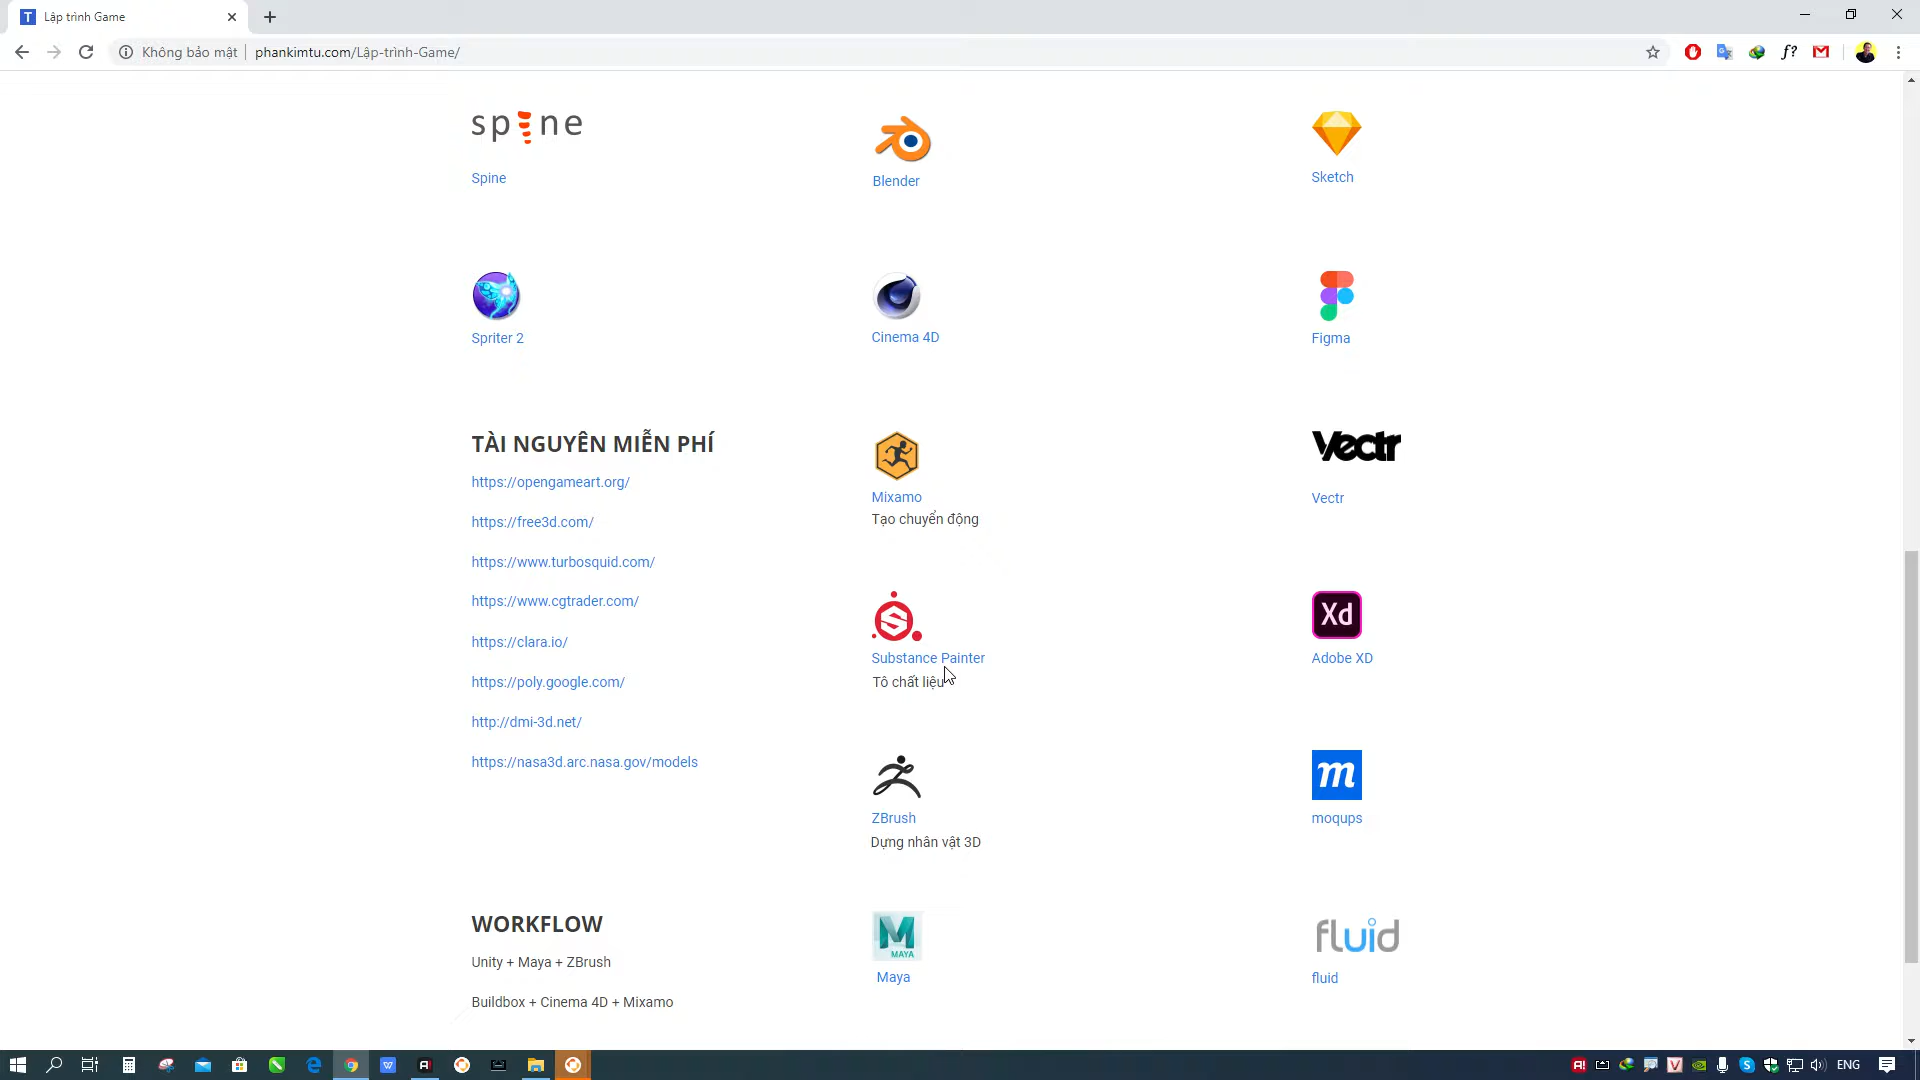 Lập trình Game
Không bảo mật
phankimtu.com/Lập-trình-Game/
f?
spine
Spine
Blender
Sketch
Spriter 2
Cinema 4D
Figma
TÀI NGUYÊN MIỄN PHÍ
https://opengameart.org/
https://free3d.com/
https://www.turbosquid.com/
https://www.cgtrader.com/
https://clara.io/
https://poly.google.com/
http://dmi-3d.net/
https://nasa3d.arc.nasa.gov/models
Mixamo
Tạo chuyển động
Vectr
Vectr
Substance Painter
Tô chất liệu
Xd
Adobe XD
ZBrush
Dựng nhân vật 3D
m
moqups
WORKFLOW
Unity + Maya + ZBrush
Buildbox + Cinema 4D + Mixamo
MAYA
Maya
fluid
fluid
ENG